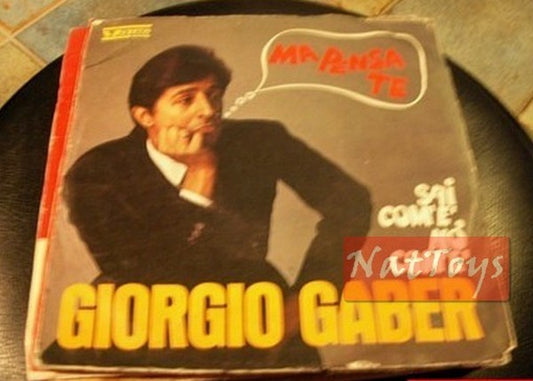 MA PENSA
TE
SAI
COM'È
GIORGIO GABER
NatToys